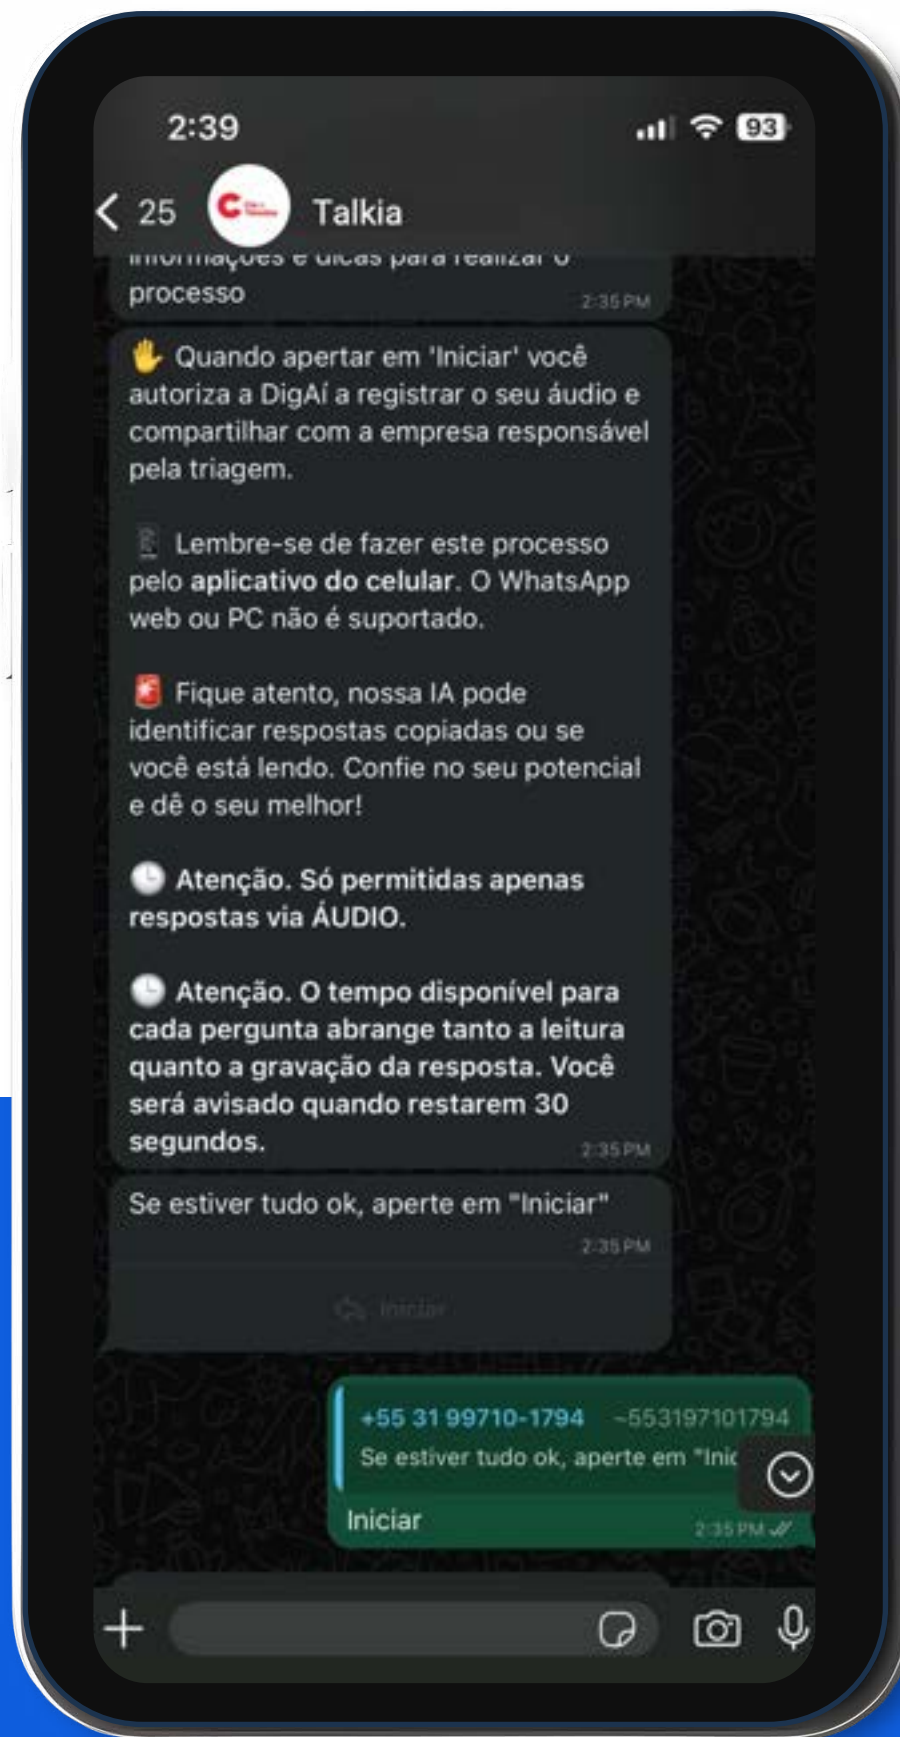 2:39
93
25
Talkia
informações e dicas para realizar o
processo
2:35 PM
Quando apertar em 'Iniciar' você
autoriza a DigAí a registrar o seu áudio e
compartilhar com a empresa responsável
pela triagem.
Lembre-se de fazer este processo
pelo aplicativo do celular. O WhatsApp
web ou PC não é suportado.
Fique atento, nossa IA pode
identificar respostas copiadas ou se
você está lendo. Confie no seu potencial
e dê o seu melhor!
Atenção. Só permitidas apenas
respostas via ÁUDIO.
Atenção. O tempo disponível para
cada pergunta abrange tanto a leitura
quanto a gravação da resposta. Você
será avisado quando restarem 30
segundos.
2:35 PM
Se estiver tudo ok, aperte em "Iniciar"
2:35 PM
Iniciar
+55 31 99710-1794 ~553197101794
Se estiver tudo ok, aperte em "Inic
Iniciar
2:35 PM